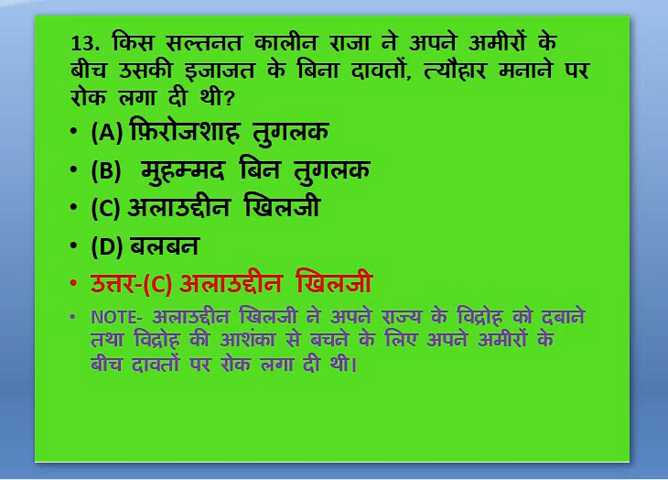 13. किस सल्तनत कालीन राजा ने अपने अमीरों के
बीच उसकी इजाजत के बिना दावतों, त्यौहार मनाने पर
रोक लगा दी थी?
• (A) फ़िरोजशाह तुगलक
• (B) मुहम्मद बिन तुगलक
• (C) अलाउद्दीन खिलजी
• (D) बलबन
• उत्तर-(C) अलाउद्दीन खिलजी
• NOTE- अलाउद्दीन खिलजी ने अपने राज्य के विद्रोह को दबाने
तथा विद्रोह की आशंका से बचने के लिए अपने अमीरों के
बीच दावतों पर रोक लगा दी थी।